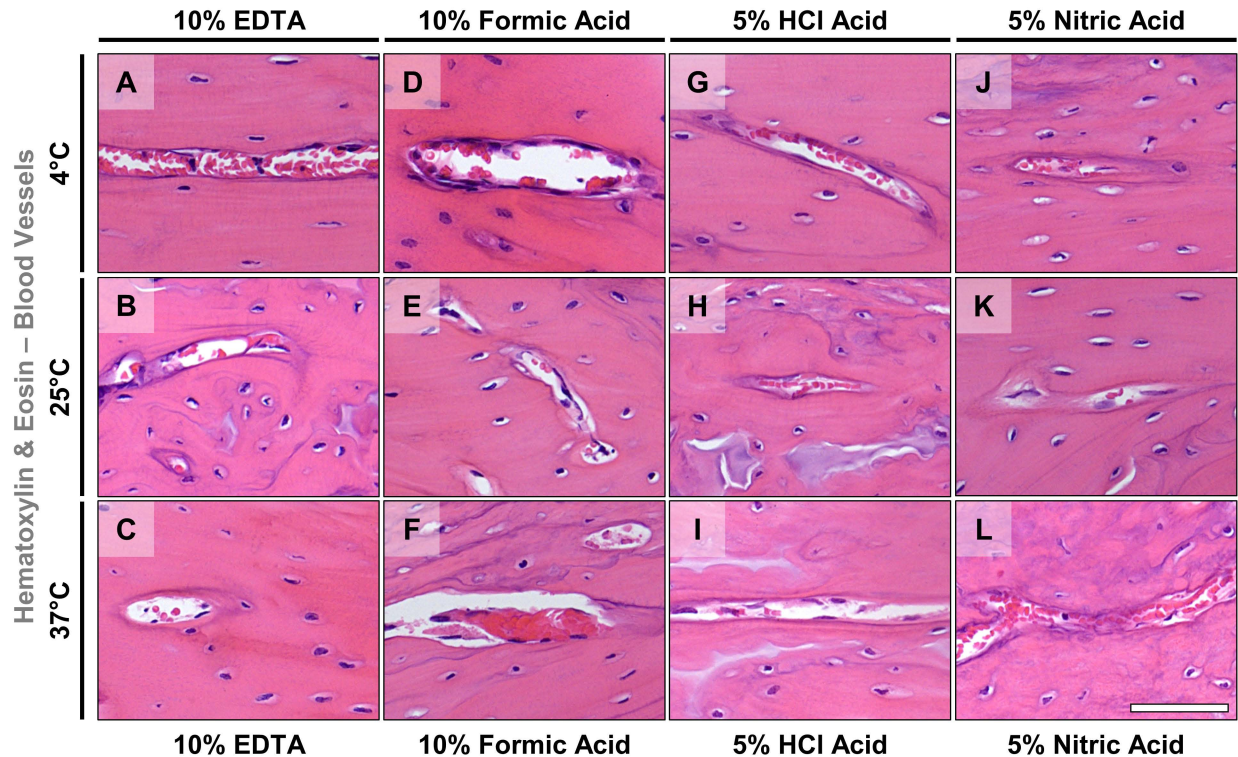 10% EDTA 10% Formic Acid 5% HCl Acid 5% Nitric Acid
Hematoxylin & Eosin – Blood Vessels
4°C
A D G J
25°C
B E H K
37°C
C F I L
10% EDTA 10% Formic Acid 5% HCl Acid 5% Nitric Acid